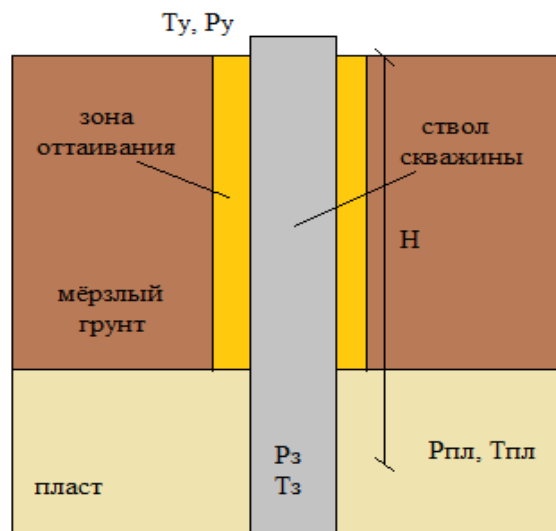 Ту, Ру
зона
оттаивания
ствол
скважины
Н
мёрзлый
грунт
Рпл, Тпл
Рз
Тз
пласт